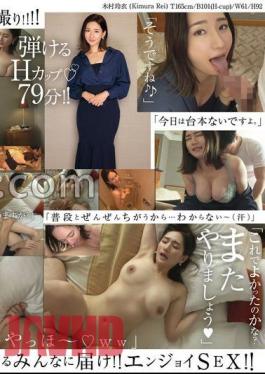 木村玲衣 (Kimura Rei) T165cm/B101(H-cup)/W61/H92
撮り!!!
弾ける
Hカップ♡
79分!!
「そうですね♪」
「今日は台本ないですよ。」
「普段とぜんぜんちがうから…わからない~(汗)」
「これでよかったのかな?
また
やりましょう♥」
やっほ~♡ww」
るみんなに届け!!エンジョイSEX!!